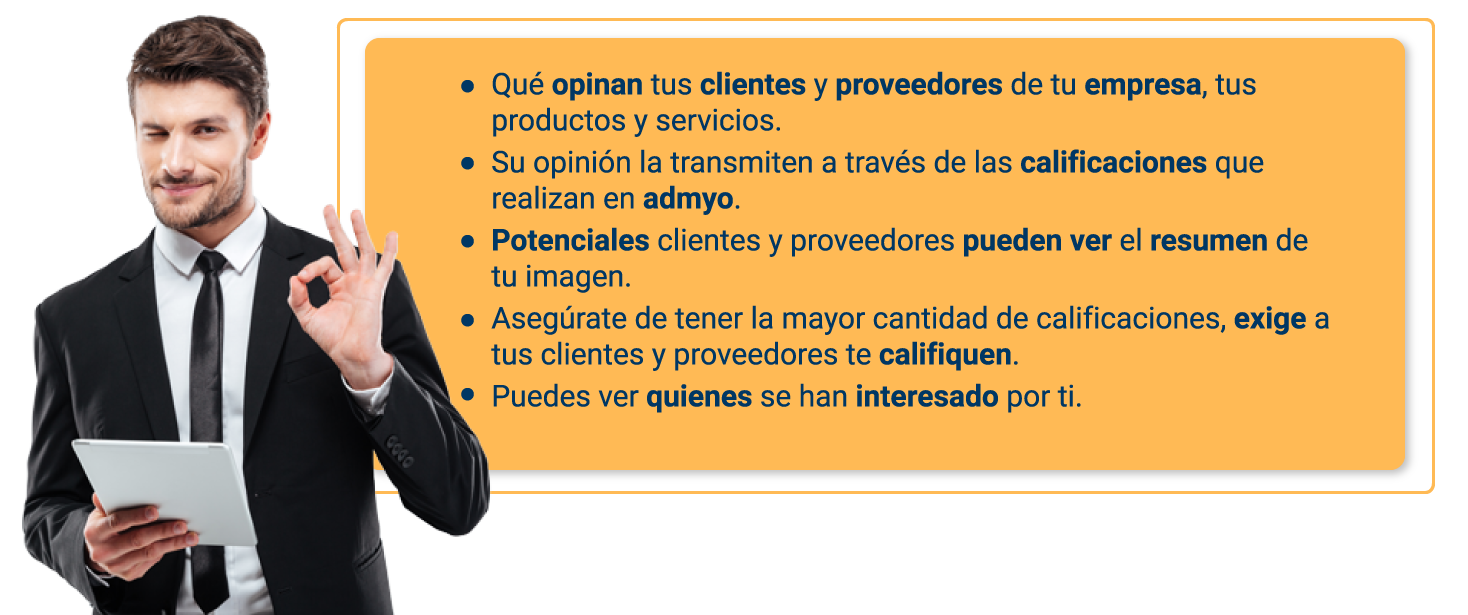 • Qué opinan tus clientes y proveedores de tu empresa, tus
productos y servicios.
• Su opinión la transmiten a través de las calificaciones que
realizan en admyo.
• Potenciales clientes y proveedores pueden ver el resumen de
tu imagen.
• Asegúrate de tener la mayor cantidad de calificaciones, exige a
tus clientes y proveedores te califiquen.
• Puedes ver quienes se han interesado por ti.